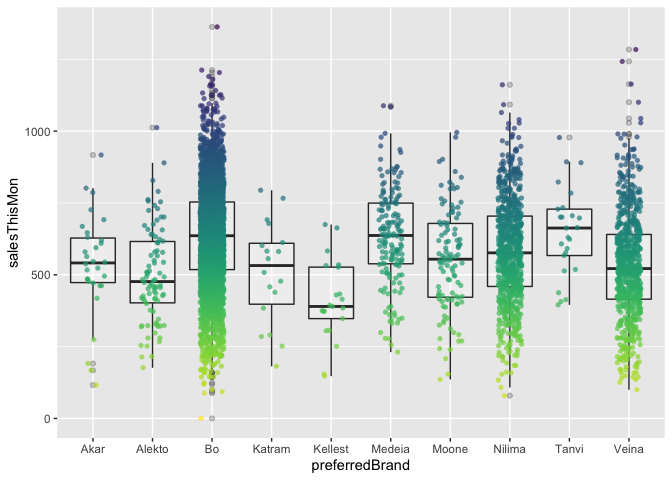 salesThisMon
1000
500
0
Akar Alekto Bo Katram Kellest Medeia Moone Nilima Tanvi Veina
preferredBrand